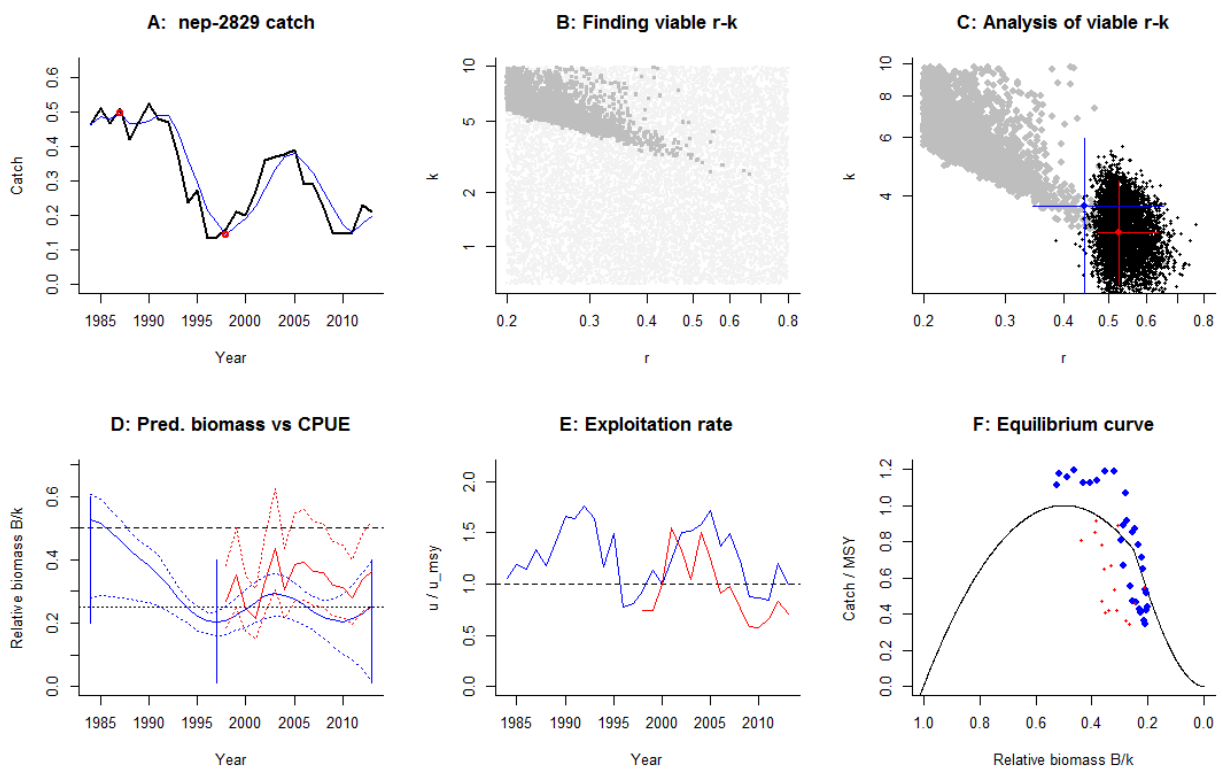 A: nep-2829 catch
Catch
0.0 0.1 0.2 0.3 0.4 0.5 0.6
1985 1990 1995 2000 2005 2010
Year
B: Finding viable r-k
k
1 2 5 10
0.2 0.3 0.4 0.5 0.6 0.8
r
C: Analysis of viable r-k
k
4 6 8 10
0.2 0.3 0.4 0.5 0.6 0.8
r
D: Pred. biomass vs CPUE
Relative biomass B/k
0.0 0.2 0.4 0.6
1985 1990 1995 2000 2005 2010
Year
E: Exploitation rate
u / u_msy
0.0 0.5 1.0 1.5 2.0
1985 1990 1995 2000 2005 2010
Year
F: Equilibrium curve
Catch / MSY
0.0 0.2 0.4 0.6 0.8 1.0 1.2
1.0 0.8 0.6 0.4 0.2 0.0
Relative biomass B/k